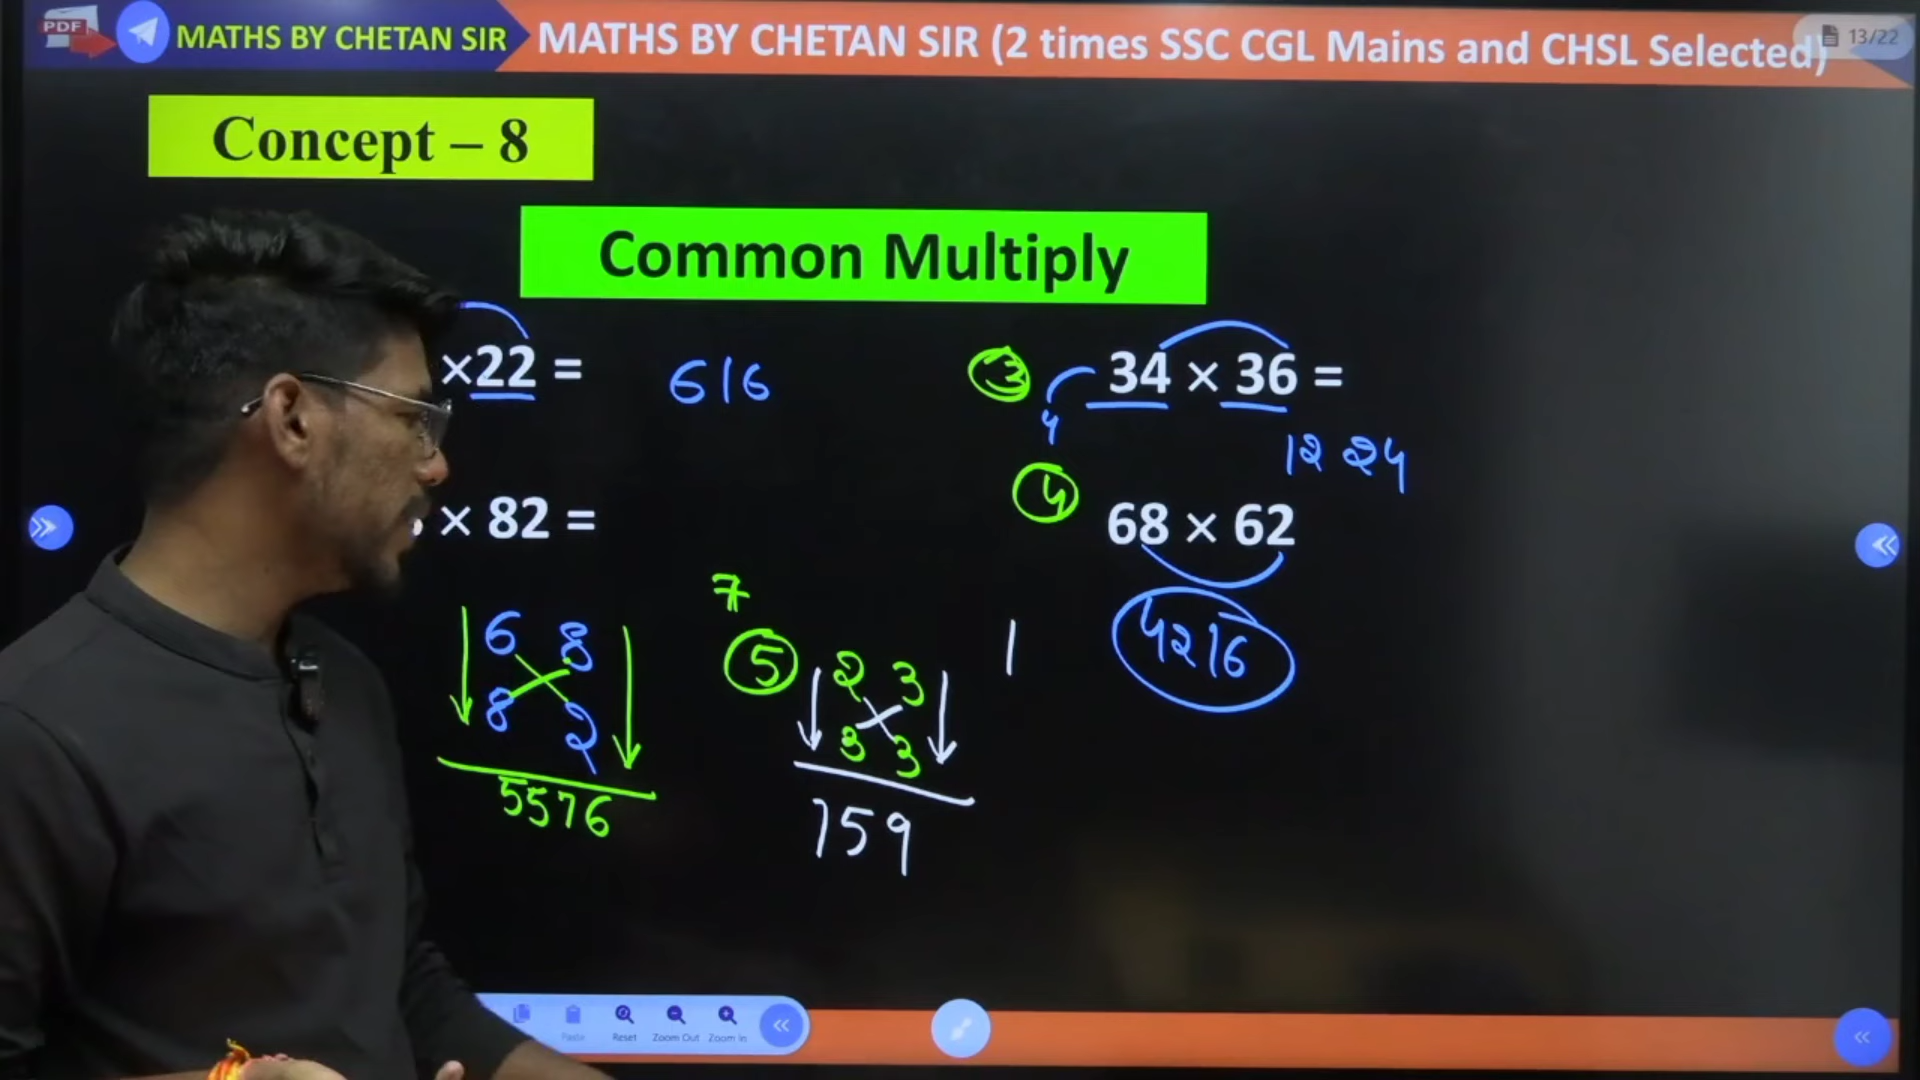 PDF
MATHS BY CHETAN SIR
MATHS BY CHETAN SIR (2 times SSC CGL Mains and CHSL Selected)
13/22
Concept – 8
Common Multiply
×22 =
616
3
34 × 36 =
4
12 24
× 82 =
4
68 × 62
4216
6 8
8 2
5576
7
5
2 3
3 3
759
Paste
Reset
Zoom Out
Zoom In